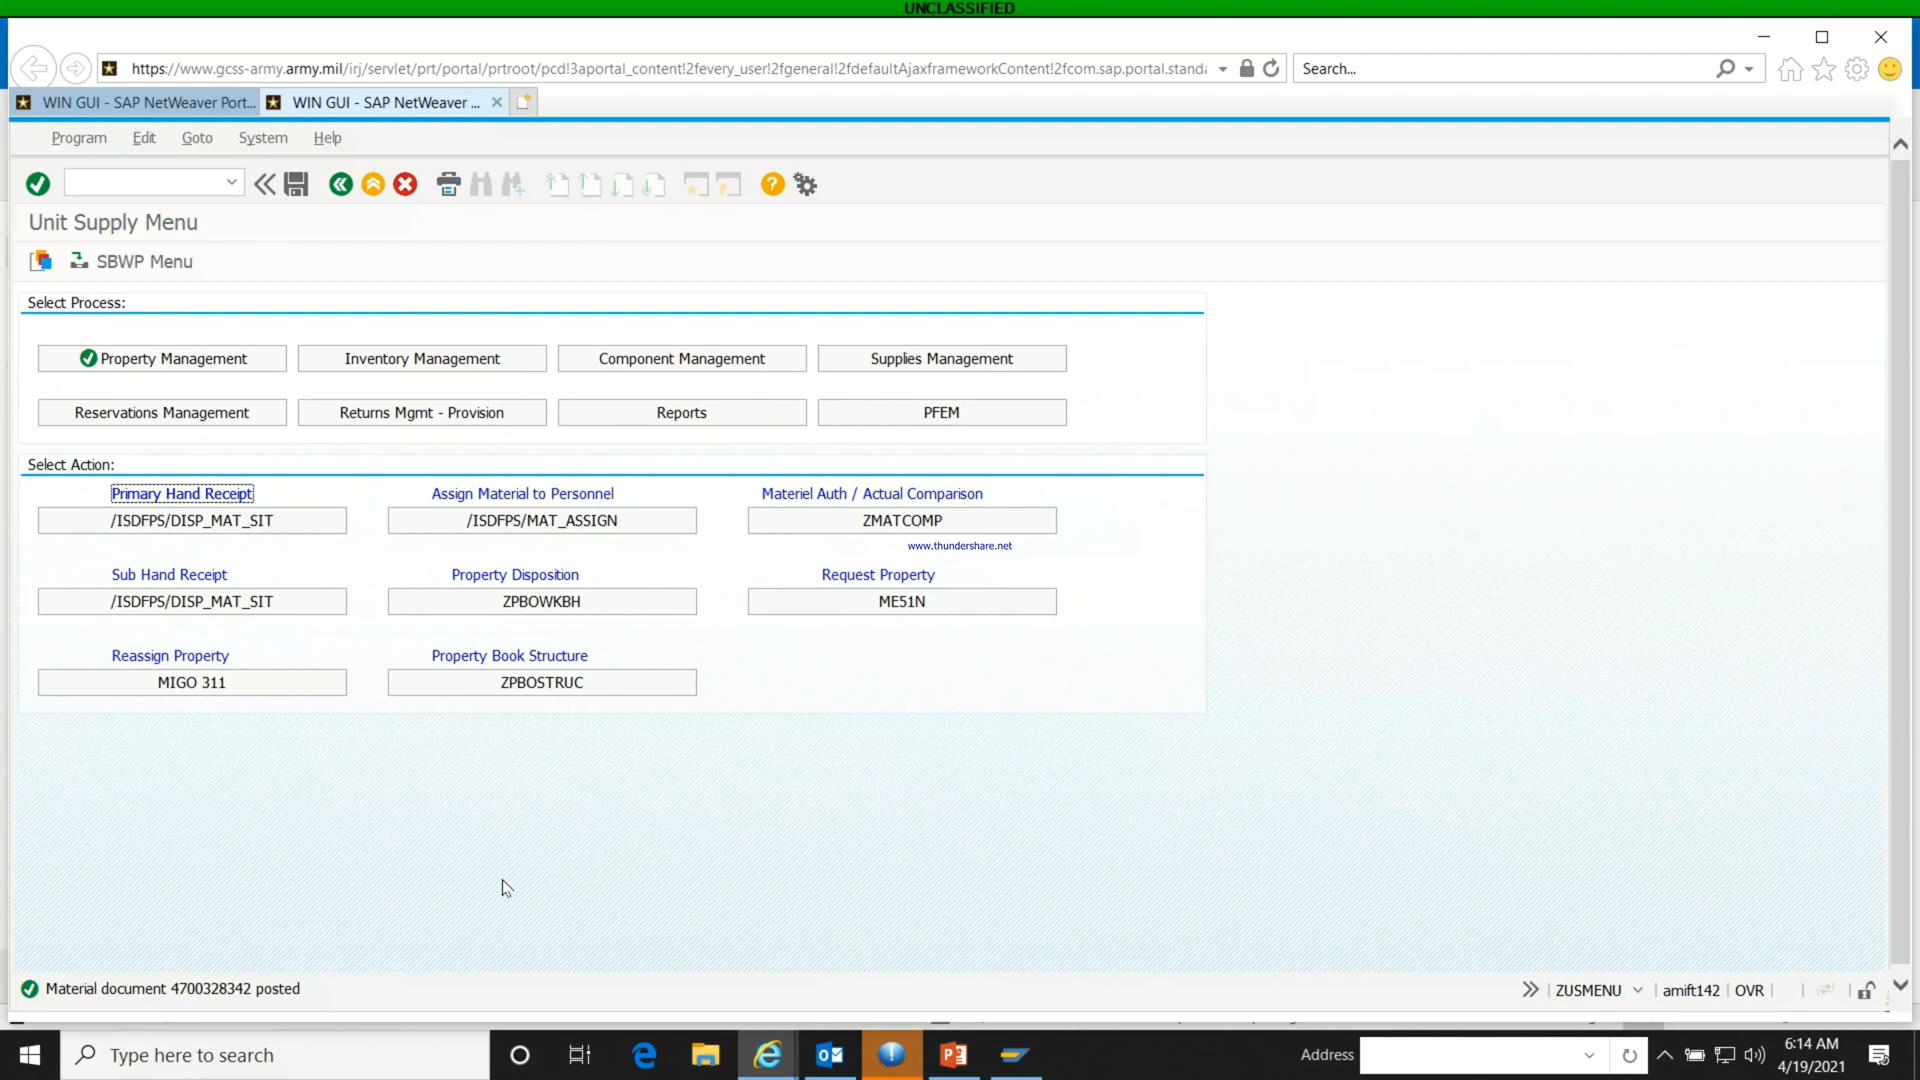 UNCLASSIFIED
https://www.gcss-army.army.mil/irj/servlet/prt/portal/prtroot/pcd!3aportal_content!2fevery_user!2fgeneral!2fdefaultAjaxframeworkContent!2fcom.sap.portal.standa
Search...
WIN GUI - SAP NetWeaver Port...
WIN GUI - SAP NetWeaver ...
Program Edit Goto System Help
Unit Supply Menu
SBWP Menu
Select Process:
Property Management Inventory Management Component Management Supplies Management
Reservations Management Returns Mgmt - Provision Reports PFEM
Select Action:
Primary Hand Receipt Assign Material to Personnel Materiel Auth / Actual Comparison
/ISDFPS/DISP_MAT_SIT /ISDFPS/MAT_ASSIGN ZMATCOMP
www.thundershare.net
Sub Hand Receipt Property Disposition Request Property
/ISDFPS/DISP_MAT_SIT ZPBOWKBH ME51N
Reassign Property Property Book Structure
MIGO 311 ZPBOSTRUC
Material document 4700328342 posted
ZUSMENU amift142 OVR
Type here to search
Address
6:14 AM
4/19/2021